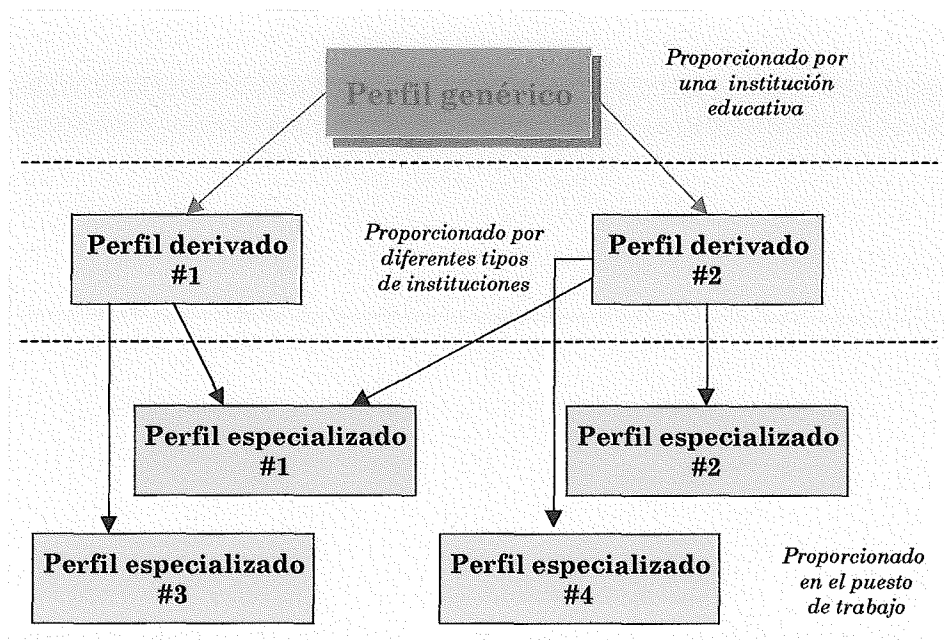 Perfil genérico
Proporcionado por
una institución
educativa
Perfil derivado
#1
Proporcionado por
diferentes tipos
de instituciones
Perfil derivado
#2
Perfil especializado
#1
Perfil especializado
#2
Perfil especializado
#3
Perfil especializado
#4
Proporcionado
en el puesto
de trabajo